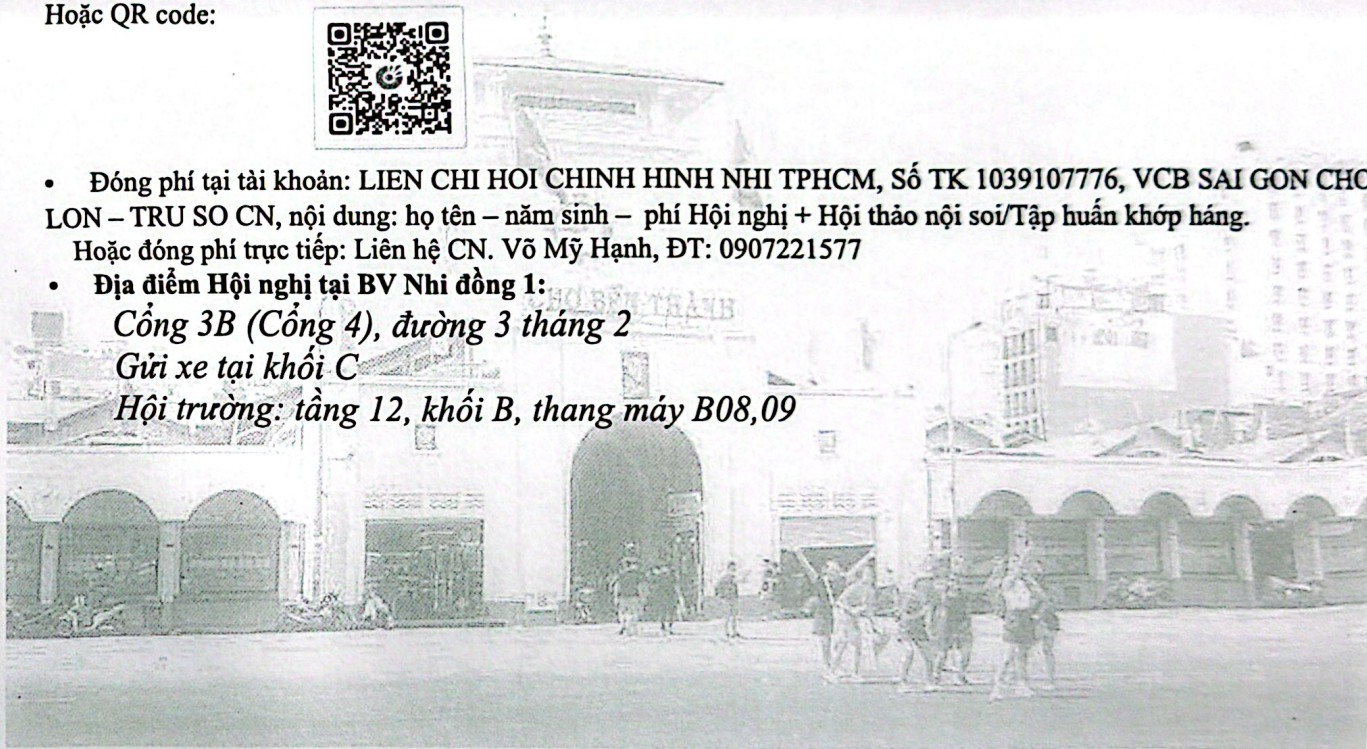 Hoặc QR code:
• Đóng phí tại tài khoản: LIEN CHI HOI CHINH HINH NHI TPHCM, Số TK 1039107776, VCB SAI GON CHO
LON – TRU SO CN, nội dung: họ tên – năm sinh – phí Hội nghị + Hội thảo nội soi/Tập huấn khớp háng.
Hoặc đóng phí trực tiếp: Liên hệ CN. Võ Mỹ Hạnh, ĐT: 0907221577
• Địa điểm Hội nghị tại BV Nhi đồng 1:
CHỢ BẾN THÀNH
Cổng 3B (Cổng 4), đường 3 tháng 2
Gửi xe tại khối C
Hội trường: tầng 12, khối B, thang máy B08,09